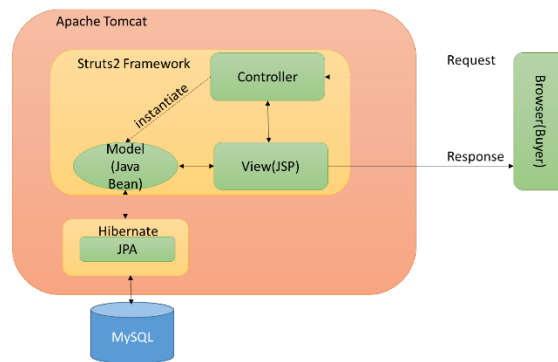 Apache Tomcat
Struts2 Framework
Controller
Request
instantiate
Browser(Buyer)
Model
(Java
Bean)
View(JSP)
Response
Hibernate
JPA
MySQL